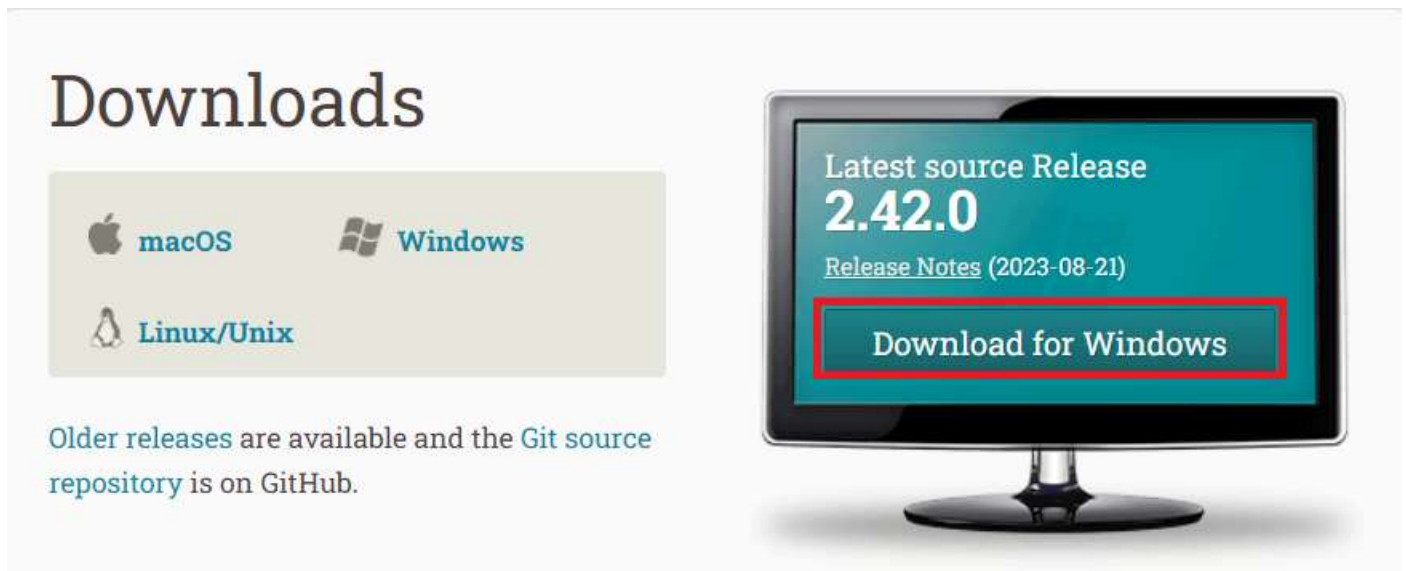 Downloads
macOS
Windows
Linux/Unix
Older releases are available and the Git source
repository is on GitHub.
Latest source Release
2.42.0
Release Notes (2023-08-21)
Download for Windows